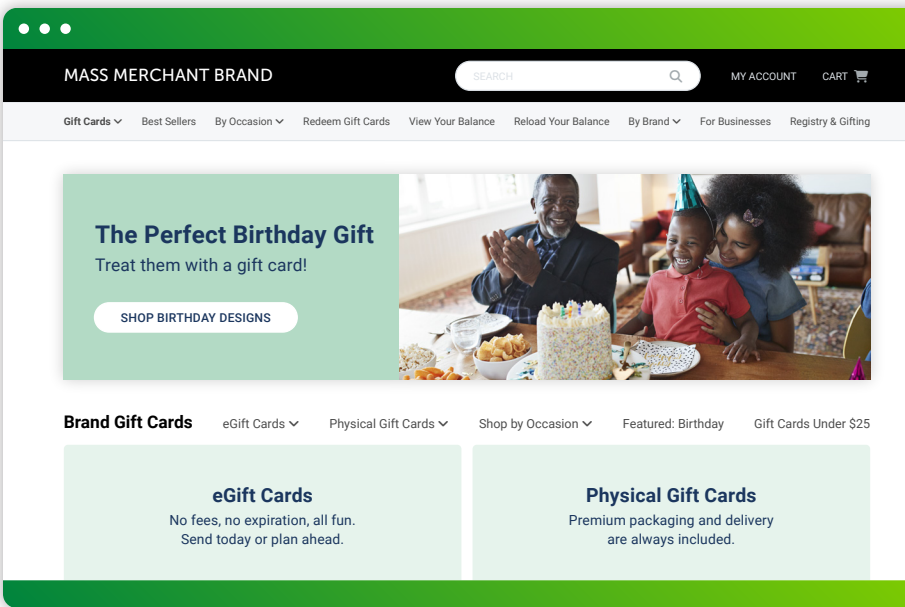 MASS MERCHANT BRAND
SEARCH
MY ACCOUNT
CART
Gift Cards
Best Sellers
By Occasion
Redeem Gift Cards
View Your Balance
Reload Your Balance
By Brand
For Businesses
Registry & Gifting
The Perfect Birthday Gift
Treat them with a gift card!
SHOP BIRTHDAY DESIGNS
Brand Gift Cards
eGift Cards
Physical Gift Cards
Shop by Occasion
Featured: Birthday
Gift Cards Under $25
eGift Cards
No fees, no expiration, all fun.
Send today or plan ahead.
Physical Gift Cards
Premium packaging and delivery
are always included.